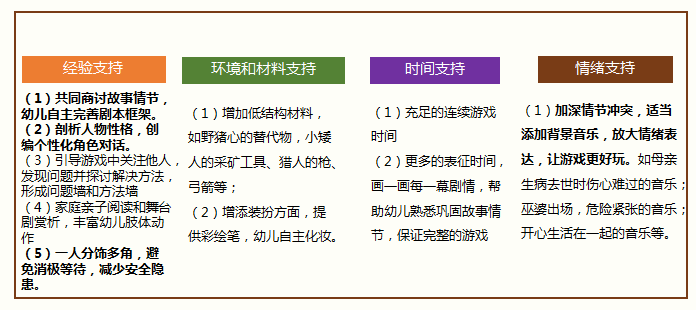 经验支持
（1）共同商讨故事情节，
幼儿自主完善剧本框架。
（2）剖析人物性格，创
编个性化角色对话。
（3）引导游戏中关注他人，
发现问题并探讨解决方法，
形成问题墙和方法墙
（4）家庭亲子阅读和舞台
剧赏析，丰富幼儿肢体动
作
（5）一人分饰多角，避
免消极等待，减少安全隐
患。
环境和材料支持
（1）增加低结构材料，
如野猪心的替代物，小矮
人的采矿工具、猎人的枪、
弓箭等；
（2）增添装扮方面，提
供彩绘笔，幼儿自主化妆。
时间支持
（1）充足的连续游戏
时间
（2）更多的表征时间，
画一画每一幕剧情，帮
助幼儿熟悉巩固故事情
节，保证完整的游戏
情绪支持
（1）加深情节冲突，适当
添加背景音乐，放大情绪表
达，让游戏更好玩。如母亲
生病去世时伤心难过的音乐；
巫婆出场，危险紧张的音乐；
开心生活在一起的音乐等。